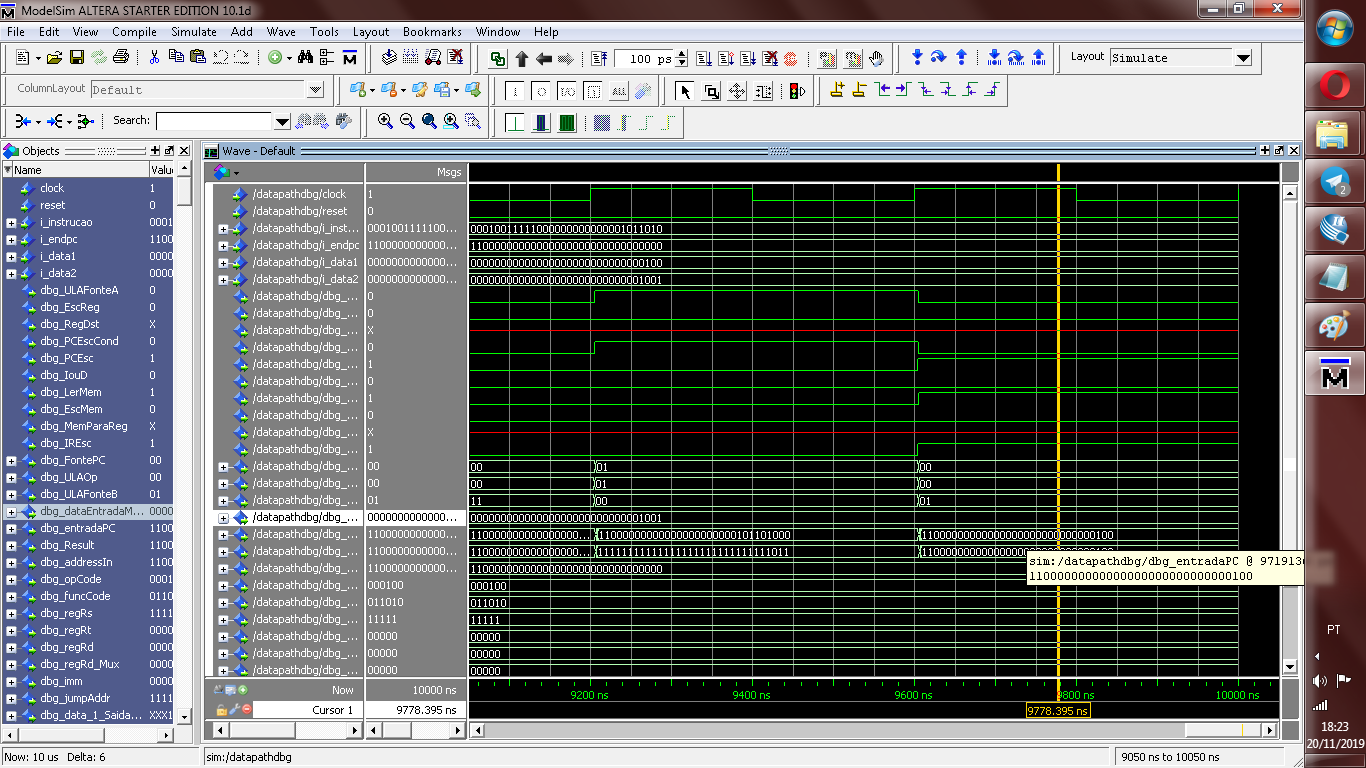 ModelSim ALTERA STARTER EDITION 10.1d
File Edit View Compile Simulate Add Wave Tools Layout Bookmarks Window Help
100 ps
Layout Simulate
ColumnLayout Default
Search:
Objects
Name Valu
clock 1
reset 0
i_instrucao 0001
i_endpc 1100
i_data1 0000
i_data2 0000
dbg_ULAFonteA 0
dbg_EscReg 0
dbg_RegDst X
dbg_PCEscCond 0
dbg_PCEsc 1
dbg_IouD 0
dbg_LerMem 1
dbg_EscMem 0
dbg_MemParaReg X
dbg_IREsc 1
dbg_FontePC 00
dbg_ULAOp 00
dbg_ULAFonteB 01
dbg_dataEntradaM... 0000
dbg_entradaPC 1100
dbg_Result 1100
dbg_addressIn 1100
dbg_opCode 0001
dbg_funcCode 0110
dbg_regRs 1111
dbg_regRt 0000
dbg_regRd 0000
dbg_regRd_Mux 0000
dbg_imm 0000
dbg_jumpAddr 1111
dbg_data_1_Saida... XXX1
Wave - Default
Msgs
/datapathdbg/clock 1
/datapathdbg/reset 0
/datapathdbg/i_inst... 0001001111100... 00010011111000000000000001011010
/datapathdbg/i_endpc 1100000000000... 11000000000000000000000000000000
/datapathdbg/i_data1 0000000000000... 00000000000000000000000000000100
/datapathdbg/i_data2 0000000000000... 00000000000000000000000000001001
/datapathdbg/dbg_... 0
/datapathdbg/dbg_... 0
/datapathdbg/dbg_... X
/datapathdbg/dbg_... 0
/datapathdbg/dbg_... 1
/datapathdbg/dbg_... 0
/datapathdbg/dbg_... 1
/datapathdbg/dbg_... 0
/datapathdbg/dbg_... X
/datapathdbg/dbg_... 1
/datapathdbg/dbg_... 00 00 01 00
/datapathdbg/dbg_... 00 00 01 00
/datapathdbg/dbg_... 01 11 00 01
/datapathdbg/dbg_... 0000000000000... 00000000000000000000000000001001
/datapathdbg/dbg_... 1100000000000... 110000000000000000... 11000000000000000000000101101000 11000000000000000000000000000100
/datapathdbg/dbg_... 1100000000000... 110000000000000000... 11111111111111111111111111111011
/datapathdbg/dbg_... 1100000000000... 11000000000000000000000000000000
/datapathdbg/dbg_... 000100 000100
/datapathdbg/dbg_... 011010 011010
/datapathdbg/dbg_... 11111 11111
/datapathdbg/dbg_... 00000 00000
/datapathdbg/dbg_... 00000 00000
/datapathdbg/dbg_... 00000 00000
sim:/datapathdbg/dbg_entradaPC @ 971913
11000000000000000000000000000100
Now 10000 ns 9200 ns 9400 ns 9600 ns 9800 ns 10000 ns
Cursor 1 9778.395 ns 9778.395 ns
Now: 10 us Delta: 6 sim:/datapathdbg 9050 ns to 10050 ns
2
PT
18:23
20/11/2019